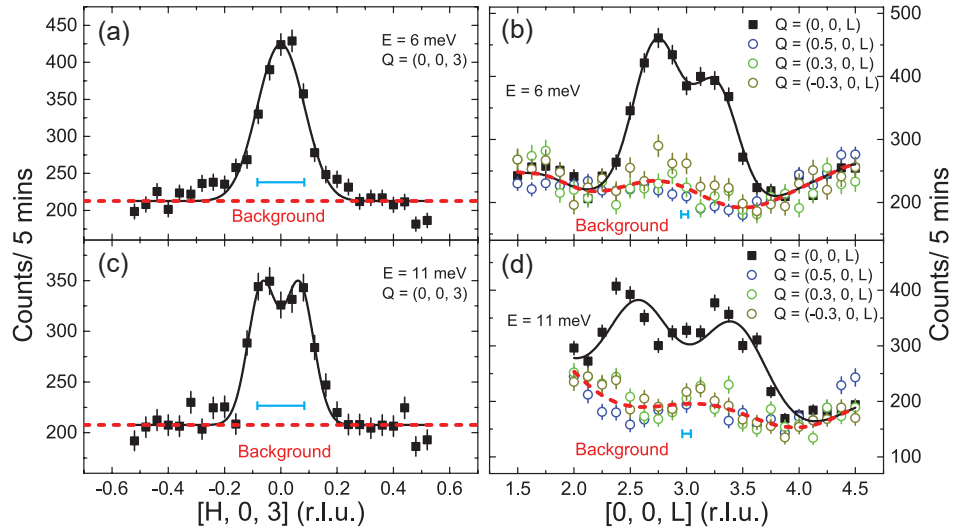 (a)
E = 6 meV
Q = (0, 0, 3)
Background
450
400
350
300
250
200
(b)
Q = (0, 0, L)
Q = (0.5, 0, L)
Q = (0.3, 0, L)
Q = (-0.3, 0, L)
E = 6 meV
Background
500
400
300
200
(c)
E = 11 meV
Q = (0, 0, 3)
Background
400
350
300
250
200
(d)
Q = (0, 0, L)
Q = (0.5, 0, L)
Q = (0.3, 0, L)
Q = (-0.3, 0, L)
E = 11 meV
Background
400
300
200
100
Counts/ 5 mins
Counts/ 5 mins
-0.6 -0.4 -0.2 0.0 0.2 0.4 0.6
[H, 0, 3] (r.l.u.)
1.5 2.0 2.5 3.0 3.5 4.0 4.5
[0, 0, L] (r.l.u.)